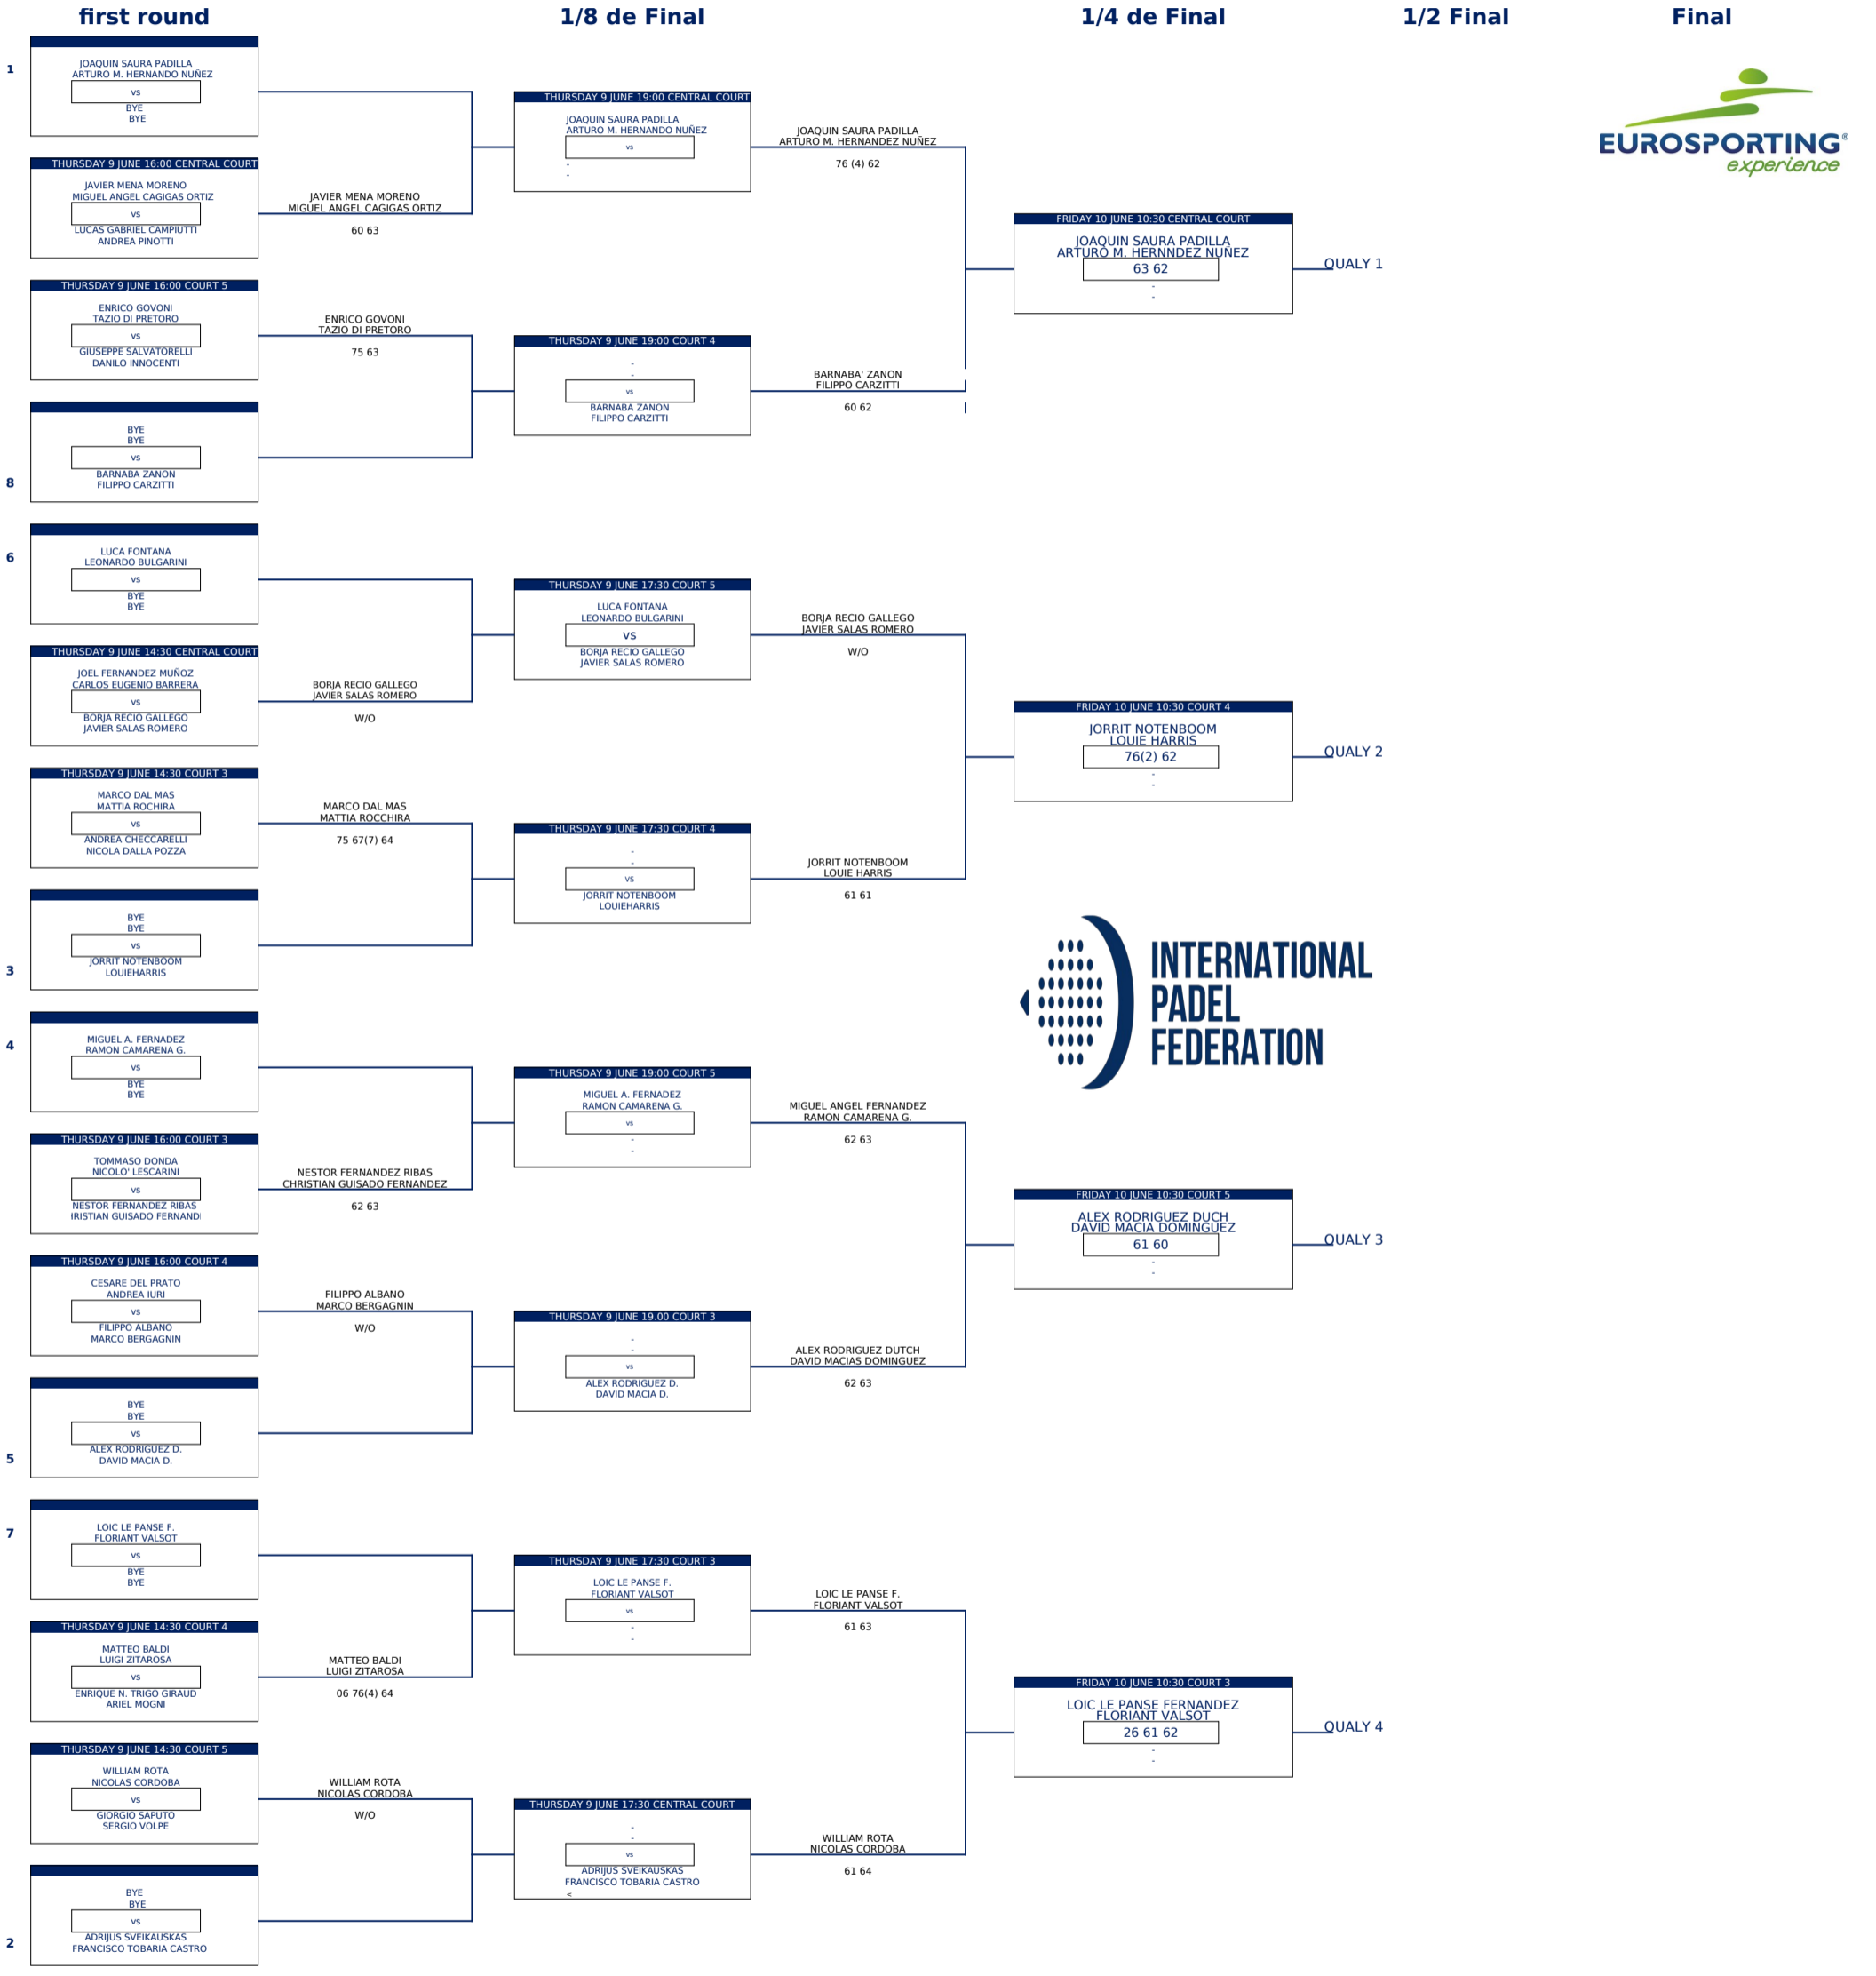 first round
1/8 de Final
1/4 de Final
1/2 Final
Final
1
JOAQUIN SAURA PADILLA
ARTURO M. HERNANDO NUÑEZ
vs
BYE
BYE
THURSDAY 9 JUNE 16:00 CENTRAL COURT
JAVIER MENA MORENO
MIGUEL ANGEL CAGIGAS ORTIZ
vs
LUCAS GABRIEL CAMPIUTTI
ANDREA PINOTTI
THURSDAY 9 JUNE 16:00 COURT 5
ENRICO GOVONI
TAZIO DI PRETORO
vs
GIUSEPPE SALVATORELLI
DANILO INNOCENTI
BYE
BYE
vs
BARNABA ZANON
FILIPPO CARZITTI
8
6
LUCA FONTANA
LEONARDO BULGARINI
vs
BYE
BYE
THURSDAY 9 JUNE 14:30 CENTRAL COURT
JOEL FERNANDEZ MUÑOZ
CARLOS EUGENIO BARRERA
vs
BORJA RECIO GALLEGO
JAVIER SALAS ROMERO
THURSDAY 9 JUNE 14:30 COURT 3
MARCO DAL MAS
MATTIA ROCHIRA
vs
ANDREA CHECCARELLI
NICOLA DALLA POZZA
BYE
BYE
vs
JORRIT NOTENBOOM
LOUIEHARRIS
3
4
MIGUEL A. FERNADEZ
RAMON CAMARENA G.
vs
BYE
BYE
THURSDAY 9 JUNE 16:00 COURT 3
TOMMASO DONDA
NICOLO' LESCARINI
vs
NESTOR FERNANDEZ RIBAS
IRISTIAN GUISADO FERNANDI
THURSDAY 9 JUNE 16:00 COURT 4
CESARE DEL PRATO
ANDREA IURI
vs
FILIPPO ALBANO
MARCO BERGAGNIN
BYE
BYE
vs
ALEX RODRIGUEZ D.
DAVID MACIA D.
5
7
LOIC LE PANSE F.
FLORIANT VALSOT
vs
BYE
BYE
THURSDAY 9 JUNE 14:30 COURT 4
MATTEO BALDI
LUIGI ZITAROSA
vs
ENRIQUE N. TRIGO GIRAUD
ARIEL MOGNI
THURSDAY 9 JUNE 14:30 COURT 5
WILLIAM ROTA
NICOLAS CORDOBA
vs
GIORGIO SAPUTO
SERGIO VOLPE
BYE
BYE
vs
ADRIJUS SVEIKAUSKAS
FRANCISCO TOBARIA CASTRO
2
JAVIER MENA MORENO
MIGUEL ANGEL CAGIGAS ORTIZ
60 63
ENRICO GOVONI
TAZIO DI PRETORO
75 63
BORJA RECIO GALLEGO
JAVIER SALAS ROMERO
W/O
MARCO DAL MAS
MATTIA ROCCHIRA
75 67(7) 64
NESTOR FERNANDEZ RIBAS
CHRISTIAN GUISADO FERNANDEZ
62 63
FILIPPO ALBANO
MARCO BERGAGNIN
W/O
MATTEO BALDI
LUIGI ZITAROSA
06 76(4) 64
WILLIAM ROTA
NICOLAS CORDOBA
W/O
THURSDAY 9 JUNE 19:00 CENTRAL COURT
JOAQUIN SAURA PADILLA
ARTURO M. HERNANDO NUÑEZ
vs
-
-
THURSDAY 9 JUNE 19:00 COURT 4
-
-
vs
BARNABA ZANON
FILIPPO CARZITTI
THURSDAY 9 JUNE 17:30 COURT 5
LUCA FONTANA
LEONARDO BULGARINI
VS
BORJA RECIO GALLEGO
JAVIER SALAS ROMERO
THURSDAY 9 JUNE 17:30 COURT 4
-
-
vs
JORRIT NOTENBOOM
LOUIEHARRIS
THURSDAY 9 JUNE 19:00 COURT 5
MIGUEL A. FERNADEZ
RAMON CAMARENA G.
vs
-
-
THURSDAY 9 JUNE 19.00 COURT 3
-
-
vs
ALEX RODRIGUEZ D.
DAVID MACIA D.
THURSDAY 9 JUNE 17:30 COURT 3
LOIC LE PANSE F.
FLORIANT VALSOT
vs
-
-
THURSDAY 9 JUNE 17:30 CENTRAL COURT
-
-
vs
ADRIJUS SVEIKAUSKAS
FRANCISCO TOBARIA CASTRO
<
JOAQUIN SAURA PADILLA
ARTURO M. HERNANDEZ NUÑEZ
76 (4) 62
BARNABA' ZANON
FILIPPO CARZITTI
60 62
BORJA RECIO GALLEGO
JAVIER SALAS ROMERO
W/O
JORRIT NOTENBOOM
LOUIE HARRIS
61 61
MIGUEL ANGEL FERNANDEZ
RAMON CAMARENA G.
62 63
ALEX RODRIGUEZ DUTCH
DAVID MACIAS DOMINGUEZ
62 63
LOIC LE PANSE F.
FLORIANT VALSOT
61 63
WILLIAM ROTA
NICOLAS CORDOBA
61 64
FRIDAY 10 JUNE 10:30 CENTRAL COURT
JOAQUIN SAURA PADILLA
ARTURO M. HERNNDEZ NUÑEZ
63 62
-
-
QUALY 1
FRIDAY 10 JUNE 10:30 COURT 4
JORRIT NOTENBOOM
LOUIE HARRIS
76(2) 62
-
-
QUALY 2
INTERNATIONAL
PADEL
FEDERATION
FRIDAY 10 JUNE 10:30 COURT 5
ALEX RODRIGUEZ DUCH
DAVID MACIA DOMINGUEZ
61 60
-
-
QUALY 3
FRIDAY 10 JUNE 10:30 COURT 3
LOIC LE PANSE FERNANDEZ
FLORIANT VALSOT
26 61 62
-
-
QUALY 4
EUROSPORTING®
experience